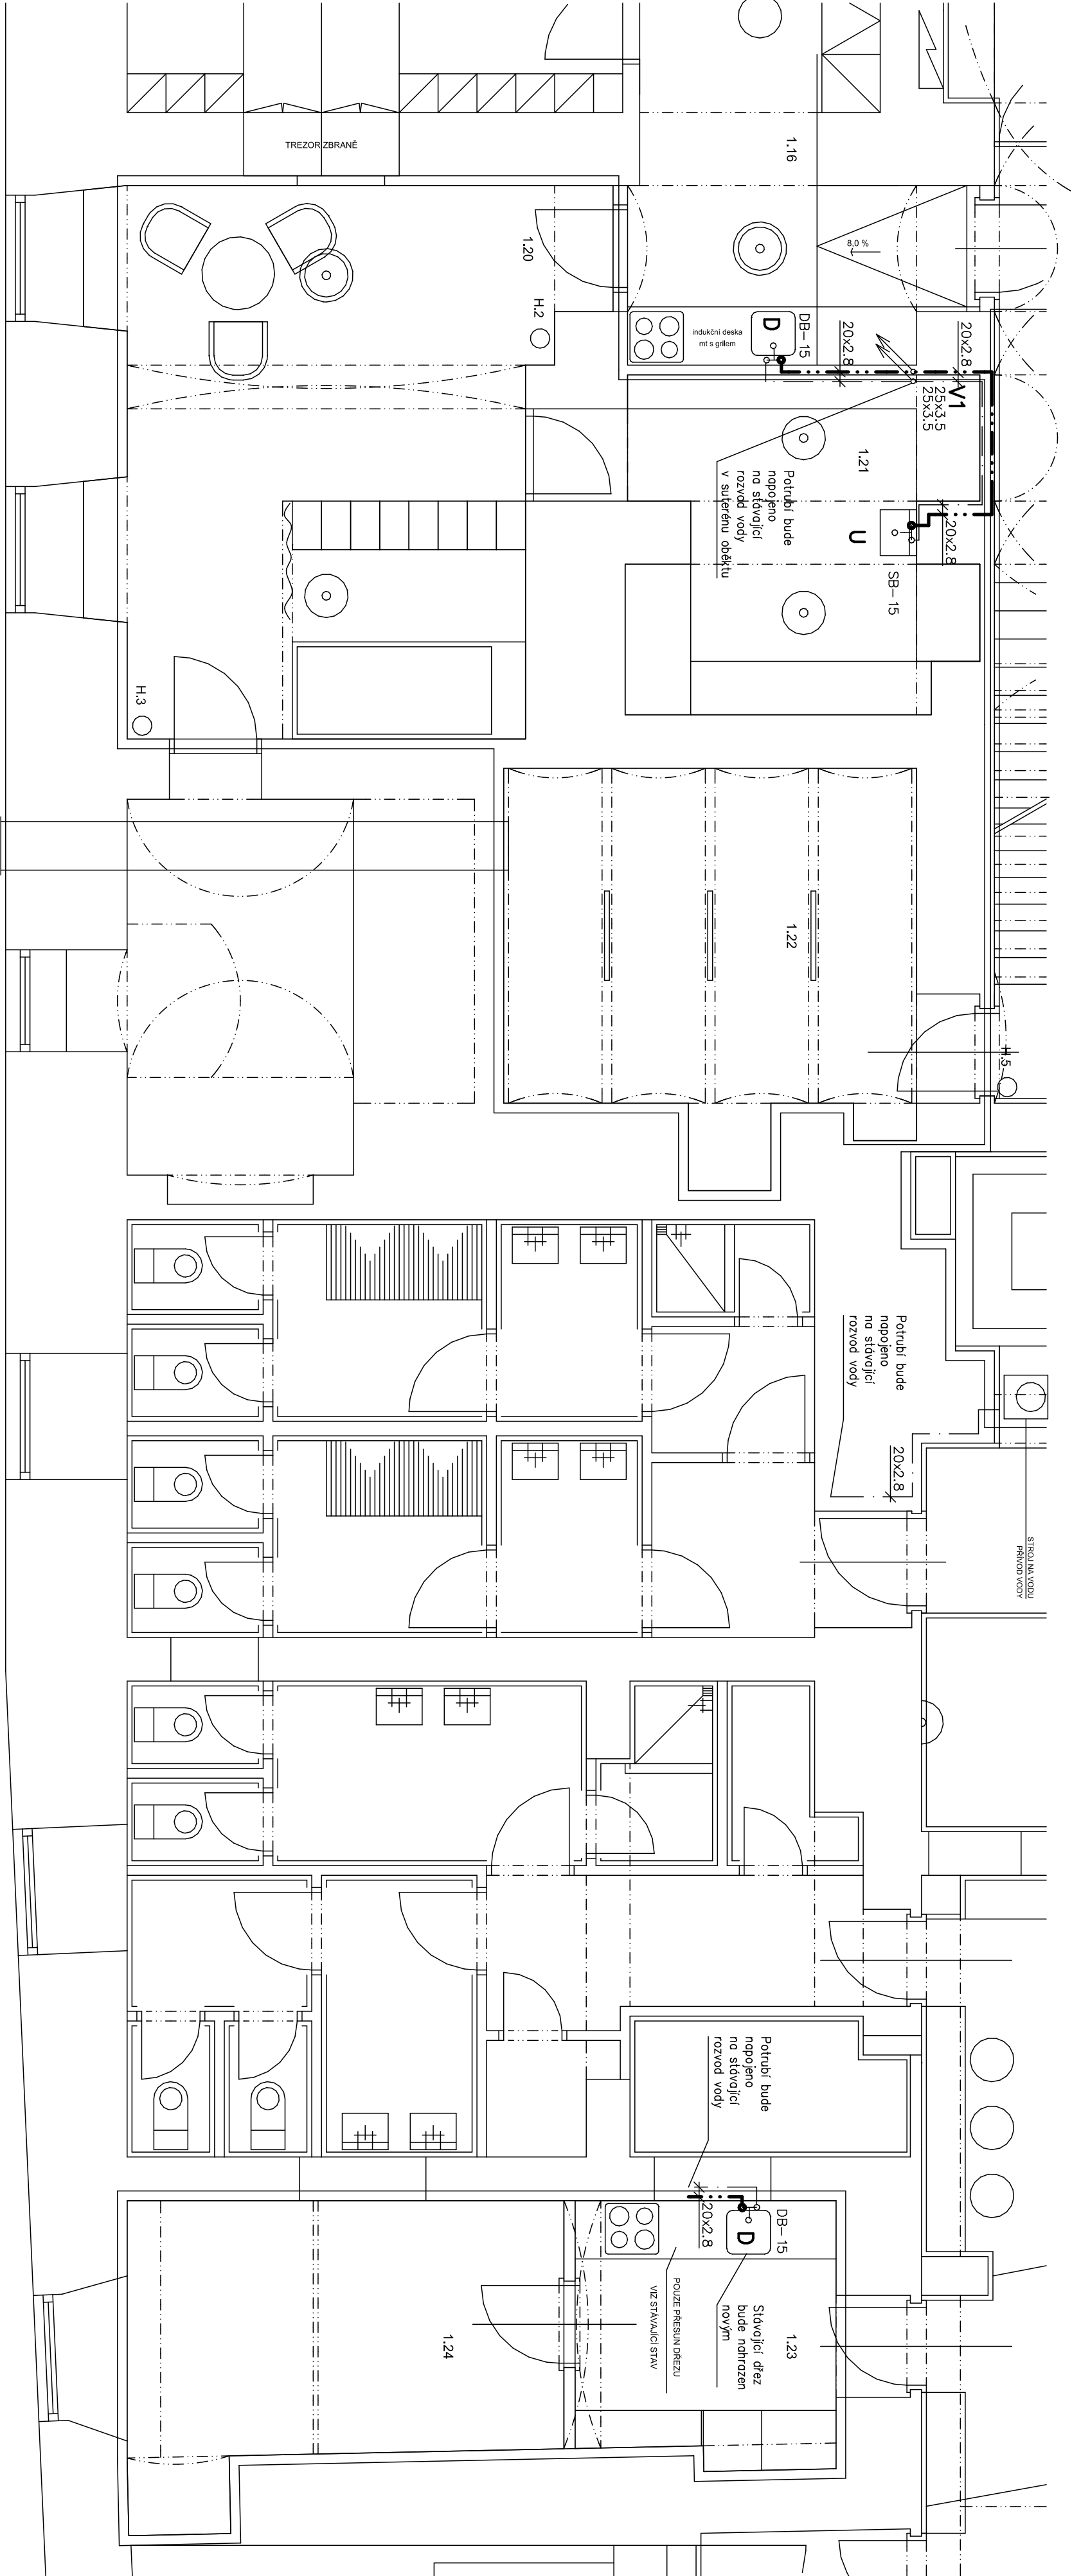 TREZOR ZBRANĚ
1.16
8,0 %
1.20
H.2
indukční deska
mt s grilem
D
DB-15
20x2.8
20x2.8
V1
25x3.5
25x3.5
1.21
Potrubí bude
napojeno
na stávající
rozvod vody
v suterénu oběktu
U
20x2.8
SB-15
H.3
1.22
H.5
Potrubí bude
napojeno
na stávající
rozvod vody
20x2.8
STROJ NA VODU
PŘÍVOD VODY
Potrubí bude
napojeno
na stávající
rozvod vody
DB-15
D
20x2.8
Stávající dřez
bude nahrazen
novým
POUZE PŘESUN DŘEZU
VIZ STÁVAJÍCÍ STAV
1.23
1.24